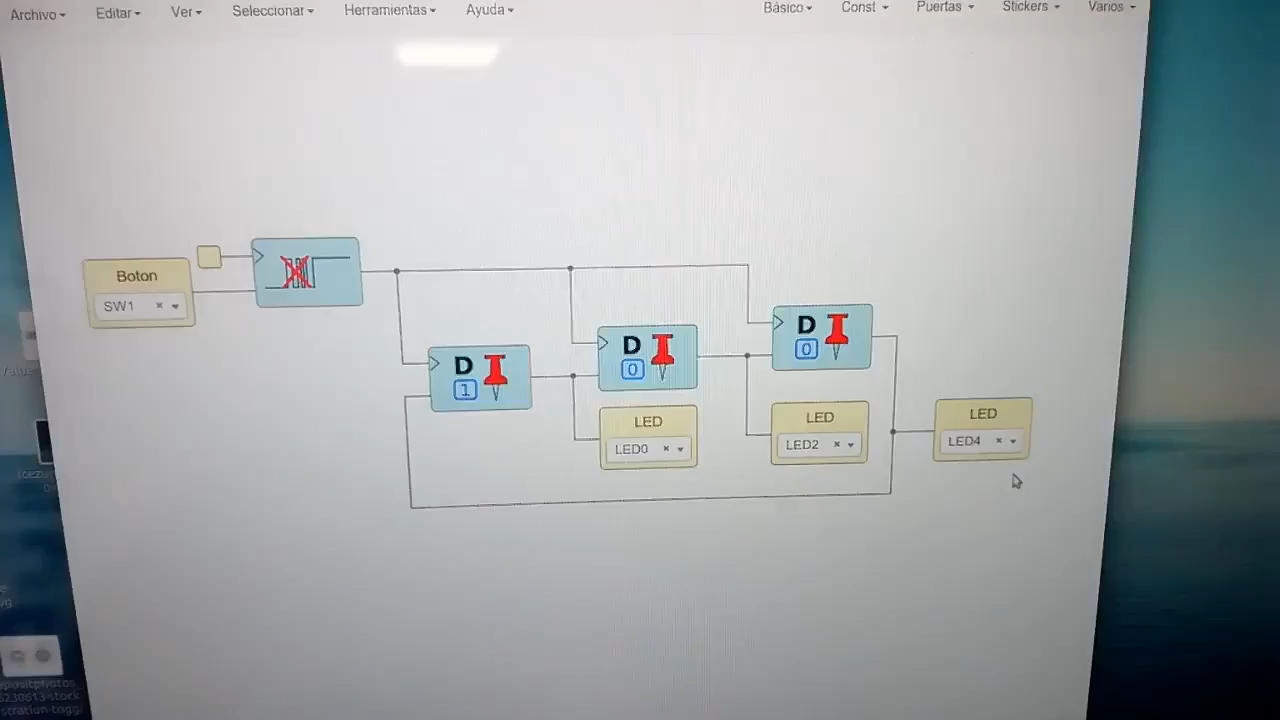 Archivo Editar Ver Seleccionar Herramientas Ayuda Básico Const Puertas Stickers Varios
Boton
SW1
D
1
D
0
D
0
LED
LED0
LED
LED2
LED
LED4